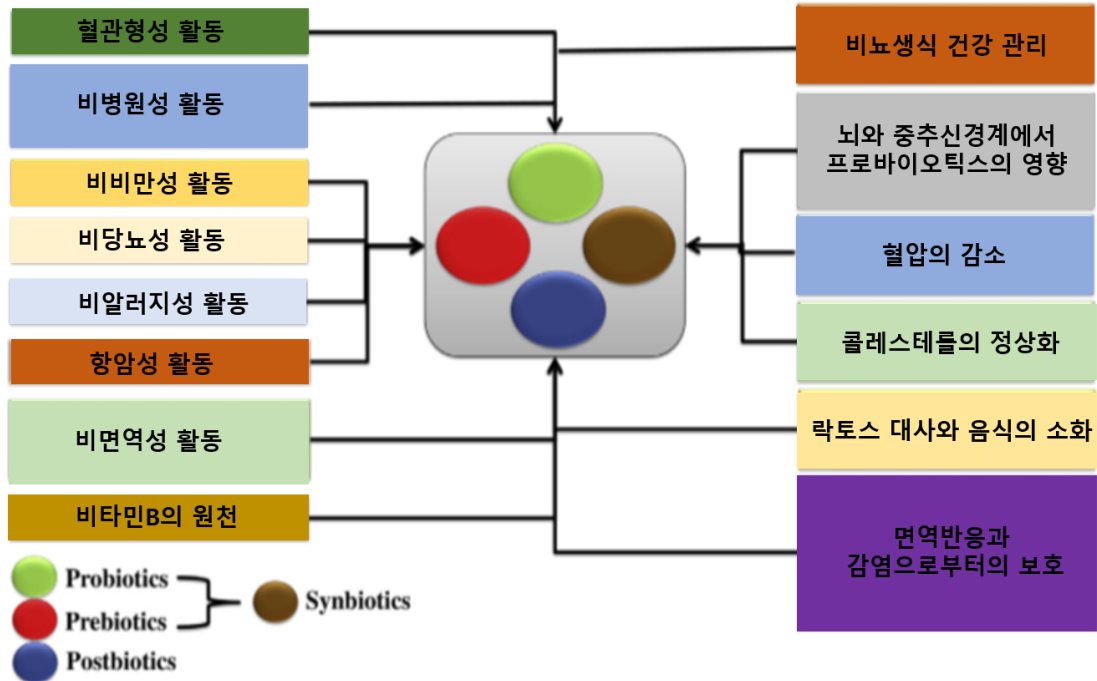 혈관형성 활동
비병원성 활동
비비만성 활동
비당뇨성 활동
비알러지성 활동
항암성 활동
비면역성 활동
비타민B의 원천
비뇨생식 건강 관리
뇌와 중추신경계에서
프로바이오틱스의 영향
혈압의 감소
콜레스테롤의 정상화
락토스 대사와 음식의 소화
면역반응과
감염으로부터의 보호
Probiotics
Prebiotics
Synbiotics
Postbiotics